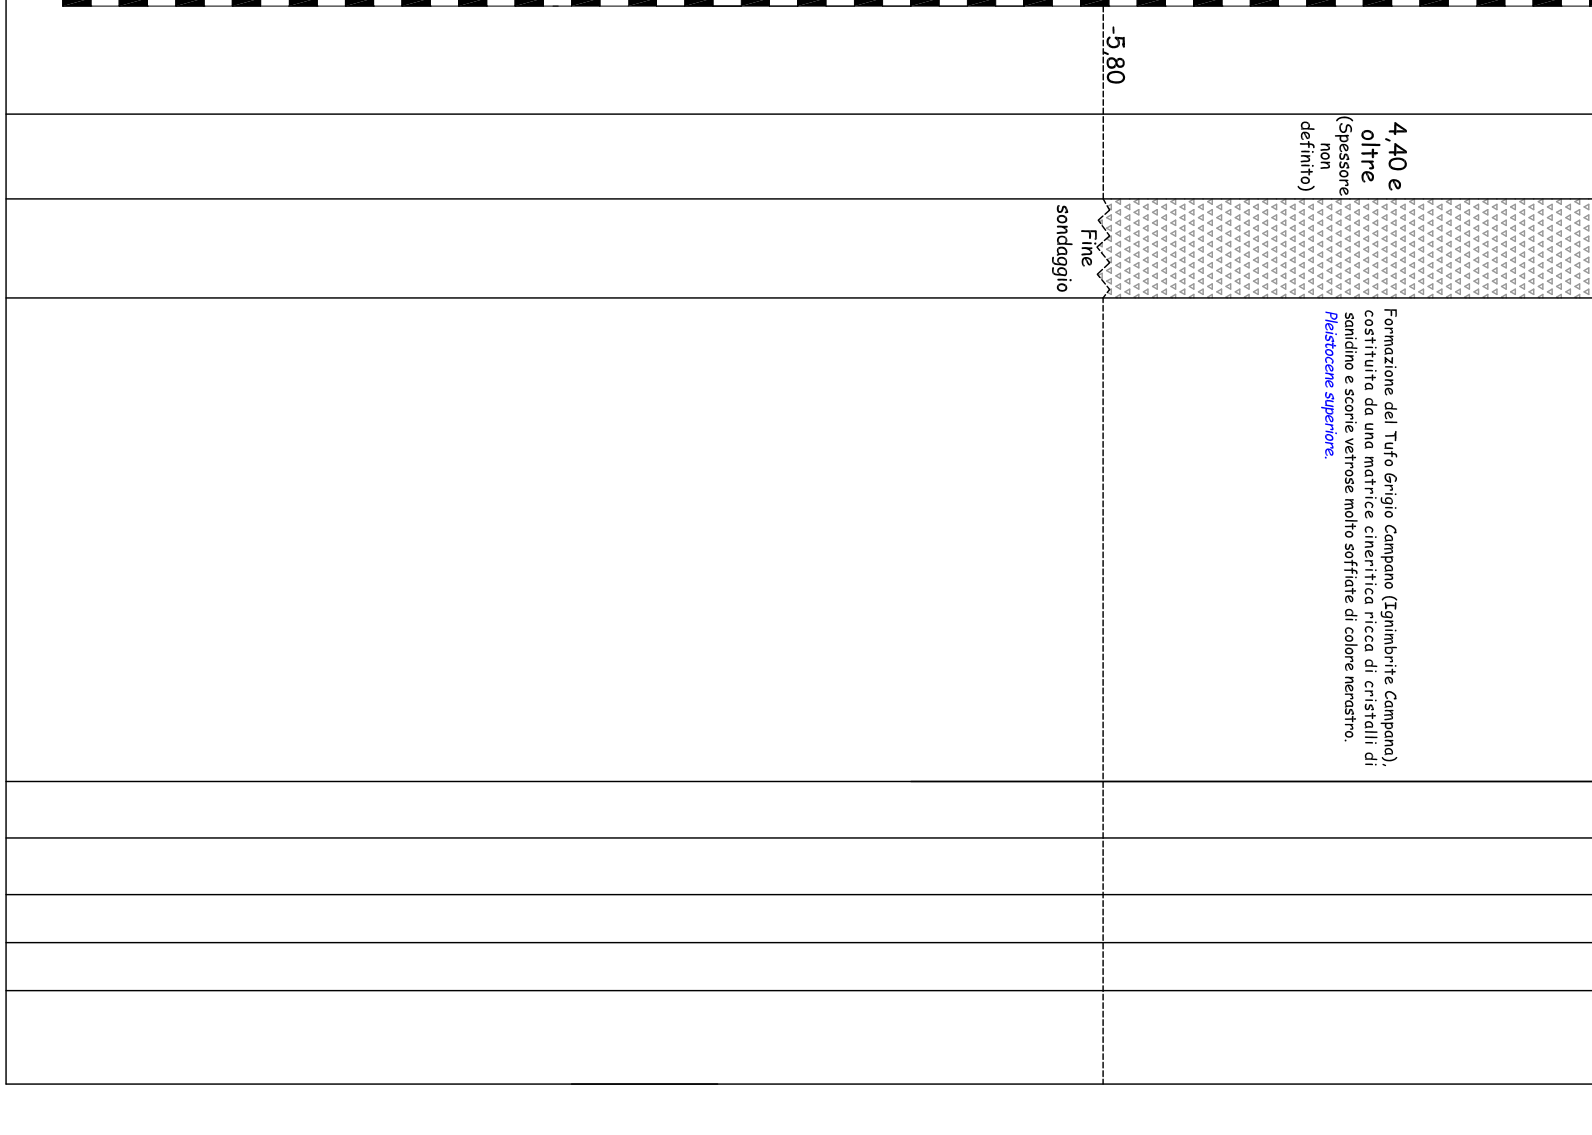 4,40 e
oltre
(Spessore
non
definito)
Formazione del Tufo Grigio Campano (Ignimbrite Campana),
costituita da una matrice cineritica ricca di cristalli di
sanidino e scorie vetrose molto soffiate di colore nerastro.
Pleistocene superiore.
-5,80
Fine
sondaggio